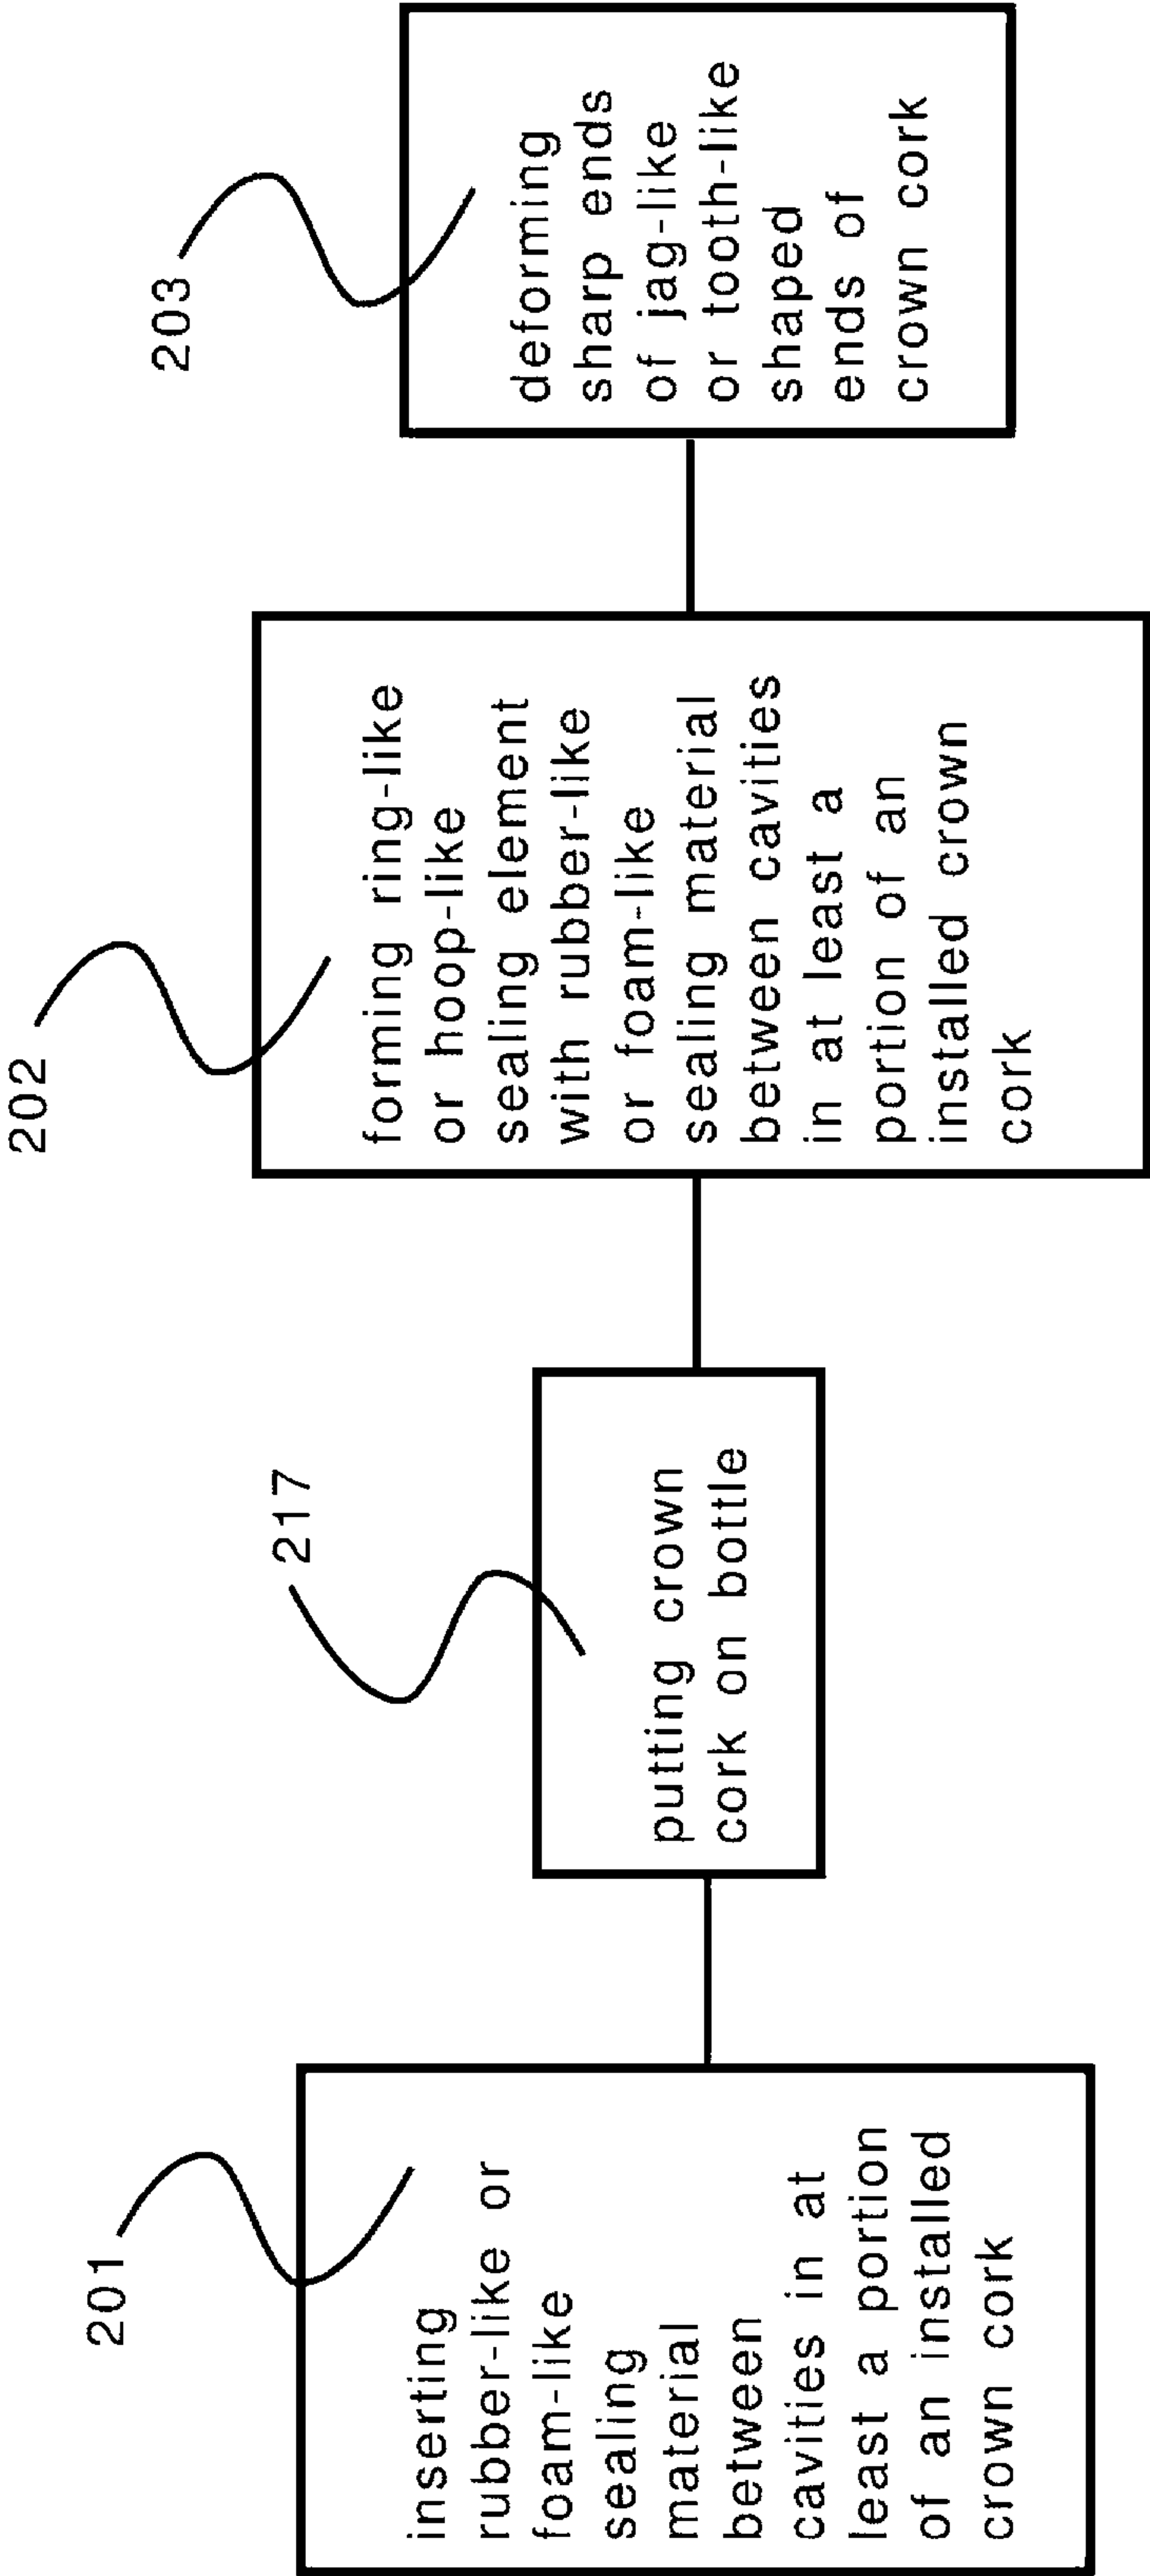 201
inserting
rubber-like or
foam-like
sealing
material
between
cavities in at
least a portion
of an installed
crown cork
217
putting crown
cork on bottle
202
forming ring-like
or hoop-like
sealing element
with rubber-like
or foam-like
sealing material
between cavities
in at least a
portion of an
installed crown
cork
203
deforming
sharp ends
of jag-like
or tooth-like
shaped
ends of
crown cork